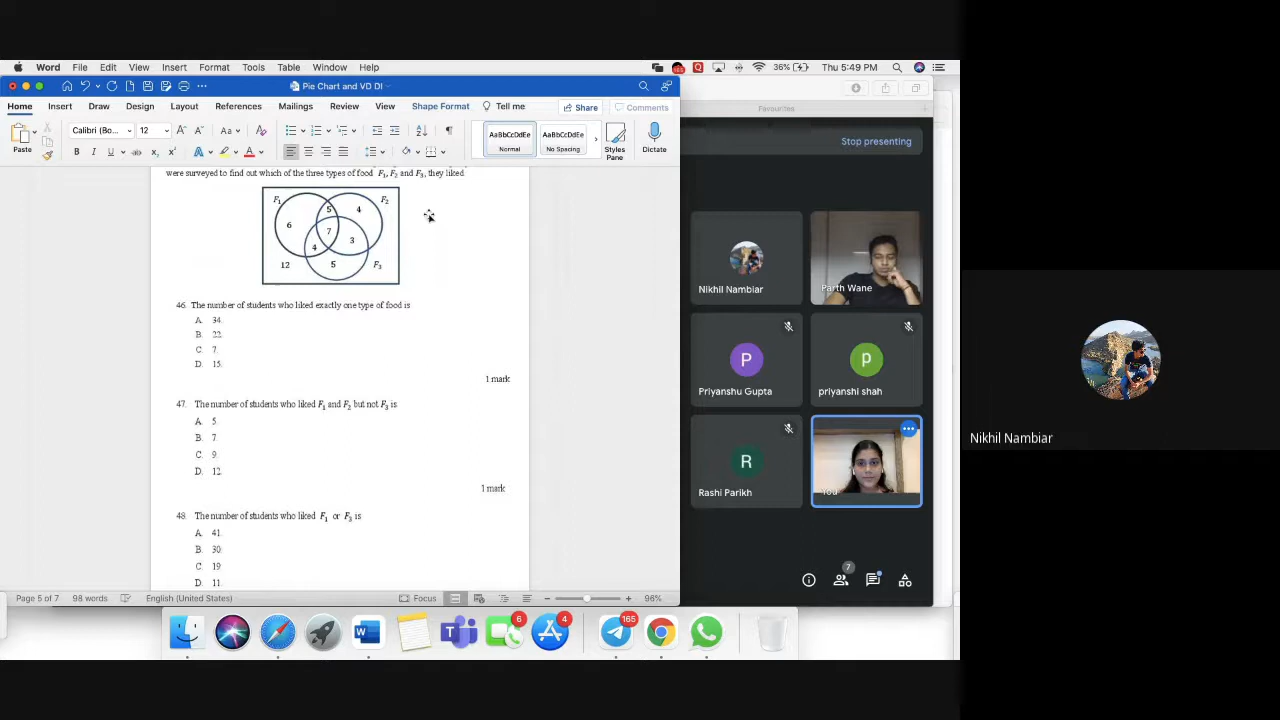 Word File Edit View Insert Format Tools Table Window Help
36% Thu 5:49 PM
Pie Chart and VD DI
Home Insert Draw Design Layout References Mailings Review View Shape Format Tell me
Share Comments
Favourites
Paste
Calibri (Bo... 12
AaBbCcDdEe AaBbCcDdEe
Normal No Spacing
Styles Pane
Dictate
Stop presenting
were surveyed to find out which of the three types of food F₁, F₂ and F₃, they liked
F₁ 5 4 F₂
6 7
4 3
12 5 F₃
46. The number of students who liked exactly one type of food is
A. 34.
B. 22.
C. 7.
D. 15.
1 mark
47. The number of students who liked F₁ and F₂ but not F₃ is
A. 5.
B. 7.
C. 9.
D. 12.
1 mark
48. The number of students who liked F₁ or F₃ is
A. 41.
B. 30.
C. 19.
D. 11.
Page 5 of 7 98 words English (United States) Focus 96%
Nikhil Nambiar
Parth Wane
P
Priyanshu Gupta
p
priyanshi shah
R
Rashi Parikh
You
7
6 4 165
Nikhil Nambiar